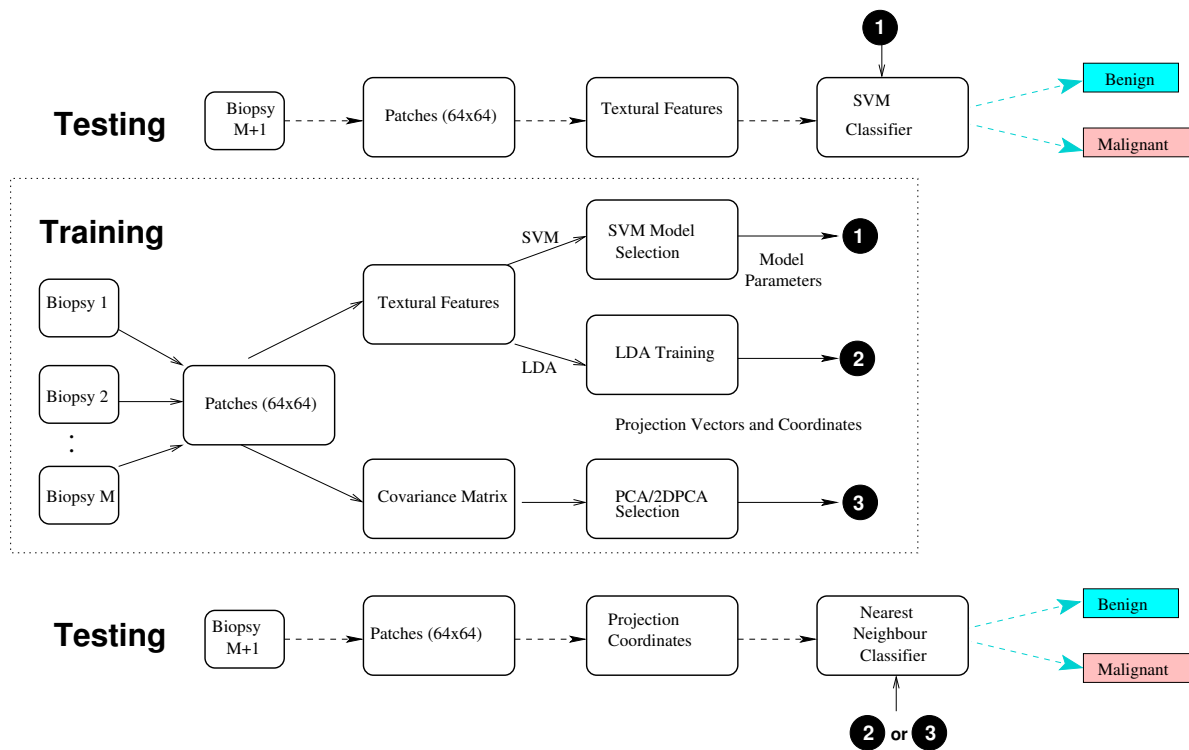 1
Testing
Biopsy
M+1
Patches (64x64)
Textural Features
SVM
Classifier
Benign
Malignant
Training
Biopsy 1
Biopsy 2
:
Biopsy M
Patches (64x64)
Textural Features
SVM
LDA
SVM Model
Selection
Model
Parameters
1
LDA Training
2
Projection Vectors and Coordinates
Covariance Matrix
PCA/2DPCA
Selection
3
Testing
Biopsy
M+1
Patches (64x64)
Projection
Coordinates
Nearest
Neighbour
Classifier
Benign
Malignant
2 or 3